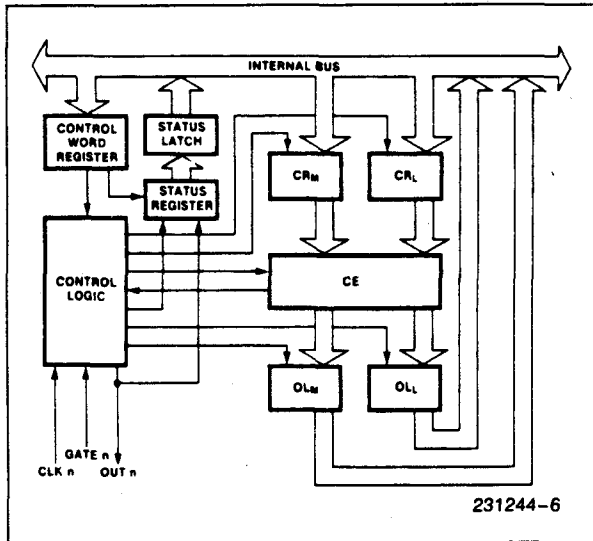 INTERNAL BUS
CONTROL
WORD
REGISTER
STATUS
LATCH
STATUS
REGISTER
CRM
CRL
CONTROL
LOGIC
CE
OLM
OLL
CLK n
GATE n
OUT n
231244-6